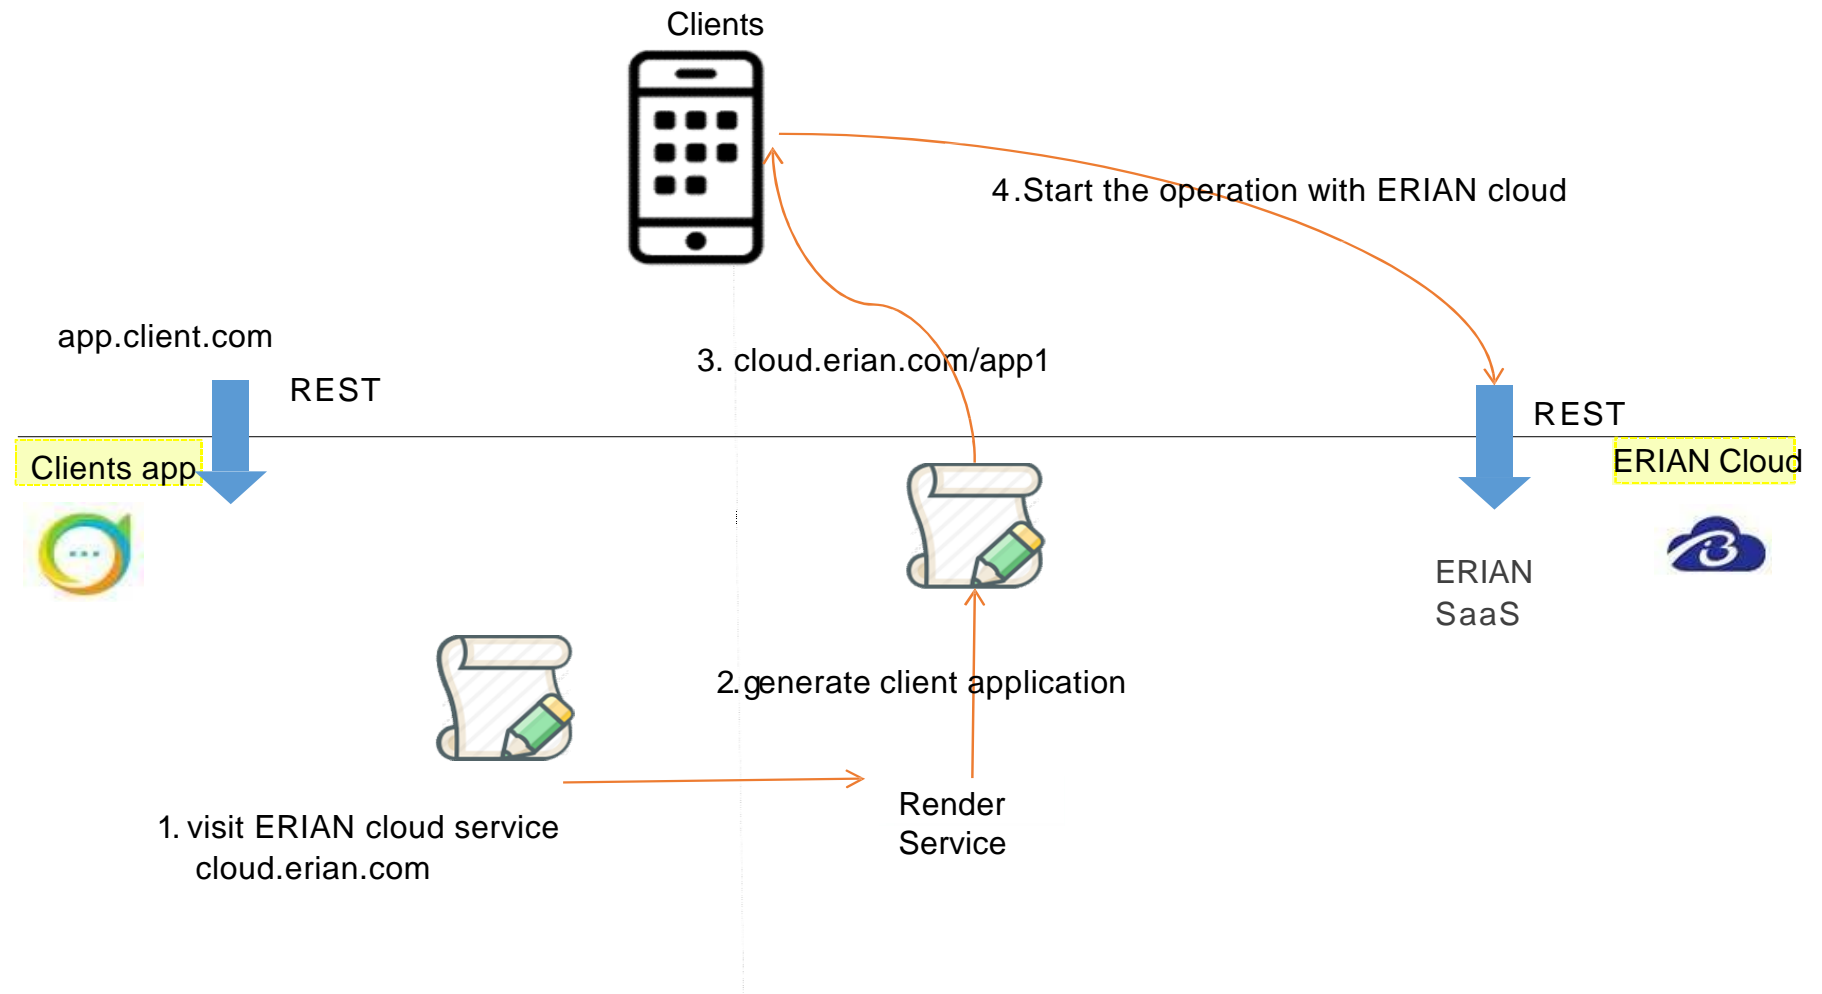 Clients
4.Start the operation with ERIAN cloud
app.client.com
3. cloud.erian.com/app1
REST
REST
Clients app
ERIAN Cloud
ERIAN
SaaS
2.generate client application
Render
Service
1. visit ERIAN cloud service
cloud.erian.com